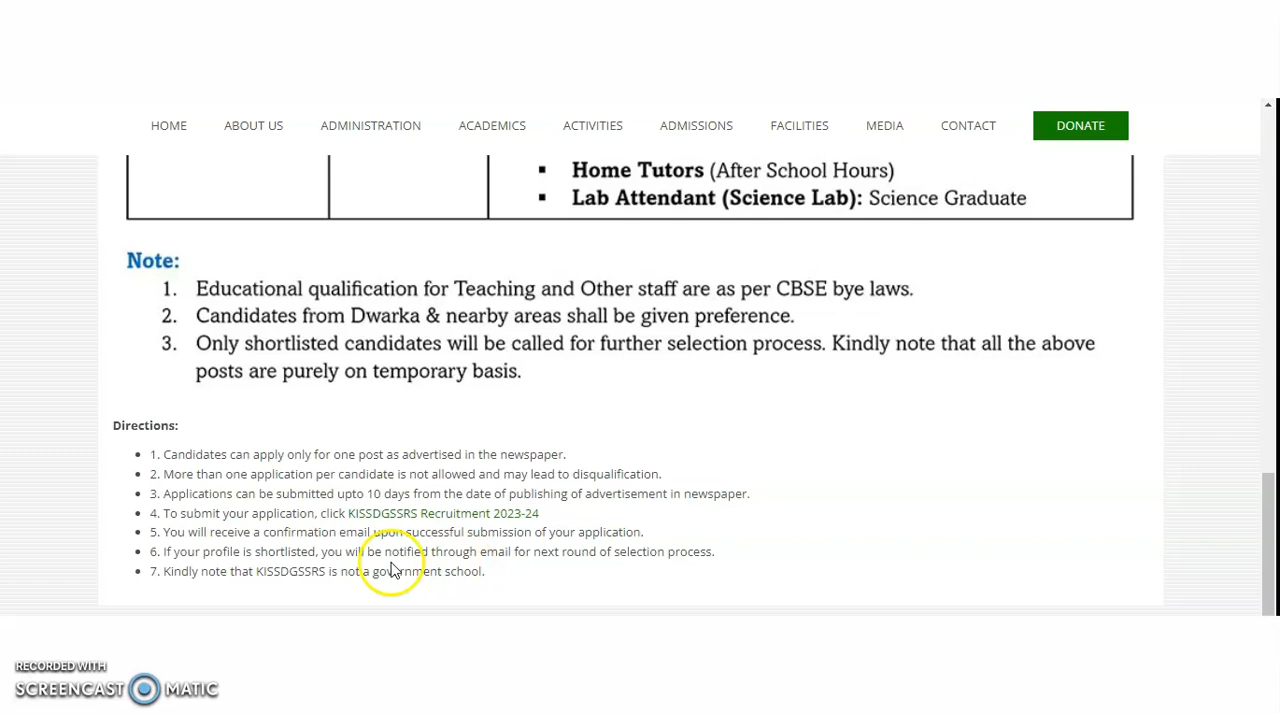 HOME ABOUT US ADMINISTRATION ACADEMICS ACTIVITIES ADMISSIONS FACILITIES MEDIA CONTACT DONATE
▪ Home Tutors (After School Hours)
▪ Lab Attendant (Science Lab): Science Graduate
Note:
1. Educational qualification for Teaching and Other staff are as per CBSE bye laws.
2. Candidates from Dwarka & nearby areas shall be given preference.
3. Only shortlisted candidates will be called for further selection process. Kindly note that all the above
posts are purely on temporary basis.
Directions:
• 1. Candidates can apply only for one post as advertised in the newspaper.
• 2. More than one application per candidate is not allowed and may lead to disqualification.
• 3. Applications can be submitted upto 10 days from the date of publishing of advertisement in newspaper.
• 4. To submit your application, click KISSDGSSRS Recruitment 2023-24
• 5. You will receive a confirmation email upon successful submission of your application.
• 6. If your profile is shortlisted, you will be notified through email for next round of selection process.
• 7. Kindly note that KISSDGSSRS is not a government school.
RECORDED WITH
SCREENCAST MATIC